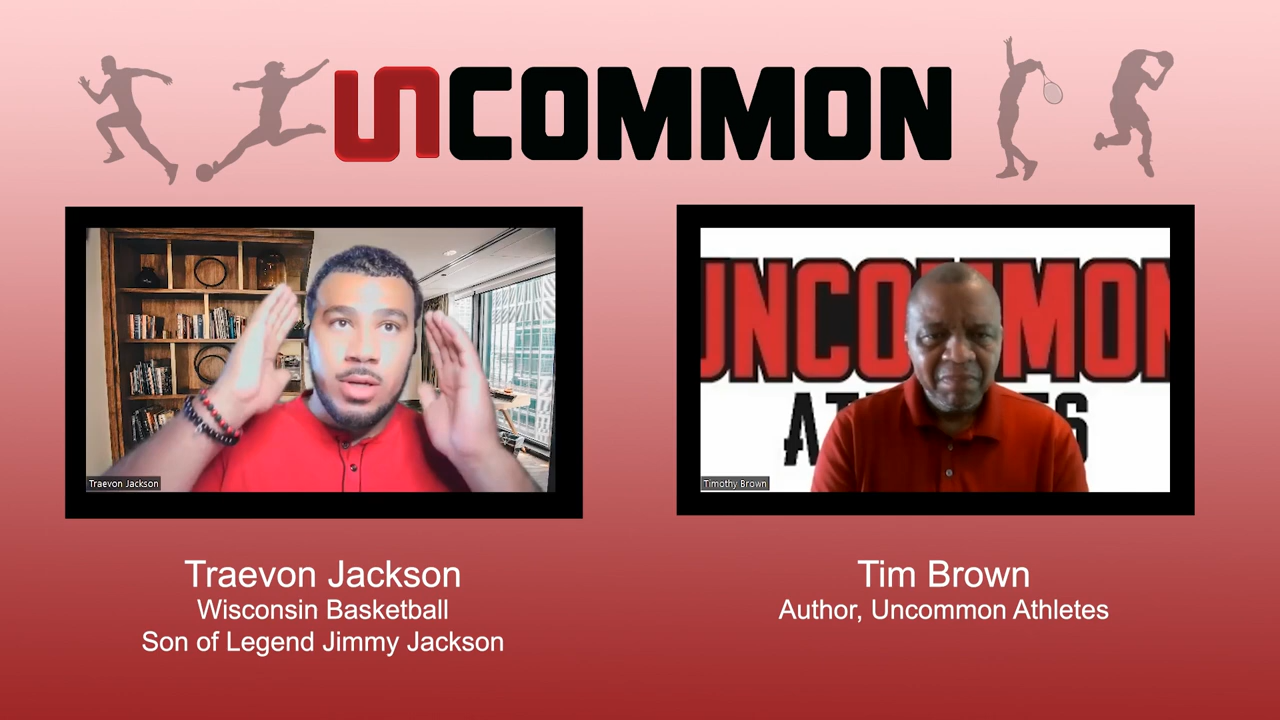 UNCOMMON
UNCOMMON
Traevon Jackson
Timothy Brown
Traevon Jackson
Wisconsin Basketball
Son of Legend Jimmy Jackson
Tim Brown
Author, Uncommon Athletes